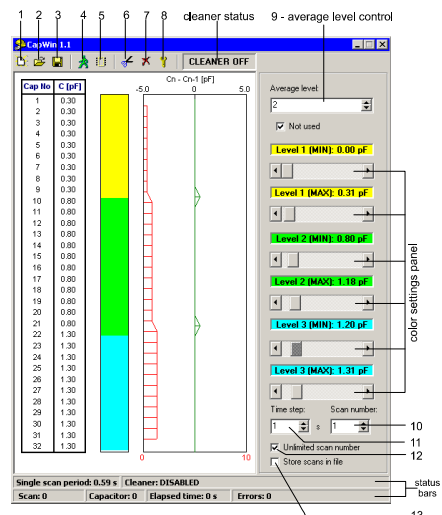 1 2 3 4 5 6 7 8 cleaner status 9 - average level control
CapWin 1.1
CLEANER OFF
Cap No C [pF]
1 0.30
2 0.30
3 0.30
4 0.30
5 0.30
6 0.30
7 0.30
8 0.30
9 0.30
10 0.80
11 0.80
12 0.80
13 0.80
14 0.80
15 0.80
16 0.80
17 0.80
18 0.80
19 0.80
20 0.80
21 0.80
22 1.30
23 1.30
24 1.30
25 1.30
26 1.30
27 1.30
28 1.30
29 1.30
30 1.30
31 1.30
32 1.30
Cn - Cn-1 [pF]
-5.0 0 5.0
0 10
Average level:
2
Not used
Level 1 (MIN): 0.00 pF
Level 1 (MAX): 0.31 pF
Level 2 (MIN): 0.80 pF
Level 2 (MAX): 1.18 pF
Level 3 (MIN): 1.20 pF
Level 3 (MAX): 1.31 pF
color settings panel
Time step: Scan number:
1 s 1
10
11
Unlimited scan number
12
Store scans in file
13
Single scan period: 0.59 s Cleaner: DISABLED
Scan: 0 Capacitor: 0 Elapsed time: 0 s Errors: 0
status
bars